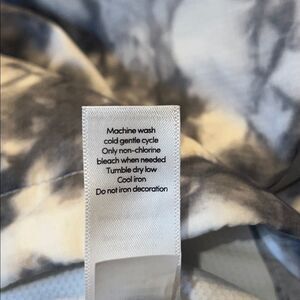 Machine wash
cold gentle cycle
Only non-chlorine
bleach when needed
Tumble dry low
Cool iron
Do not iron decoration